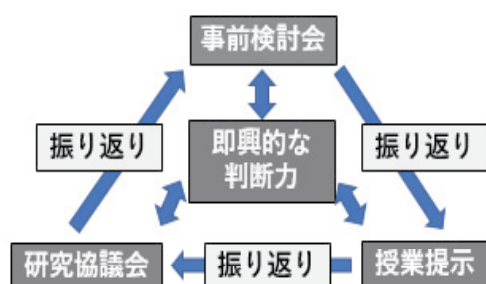 事前検討会
振り返り
即興的な
判断力
振り返り
研究協議会
振り返り
授業提示